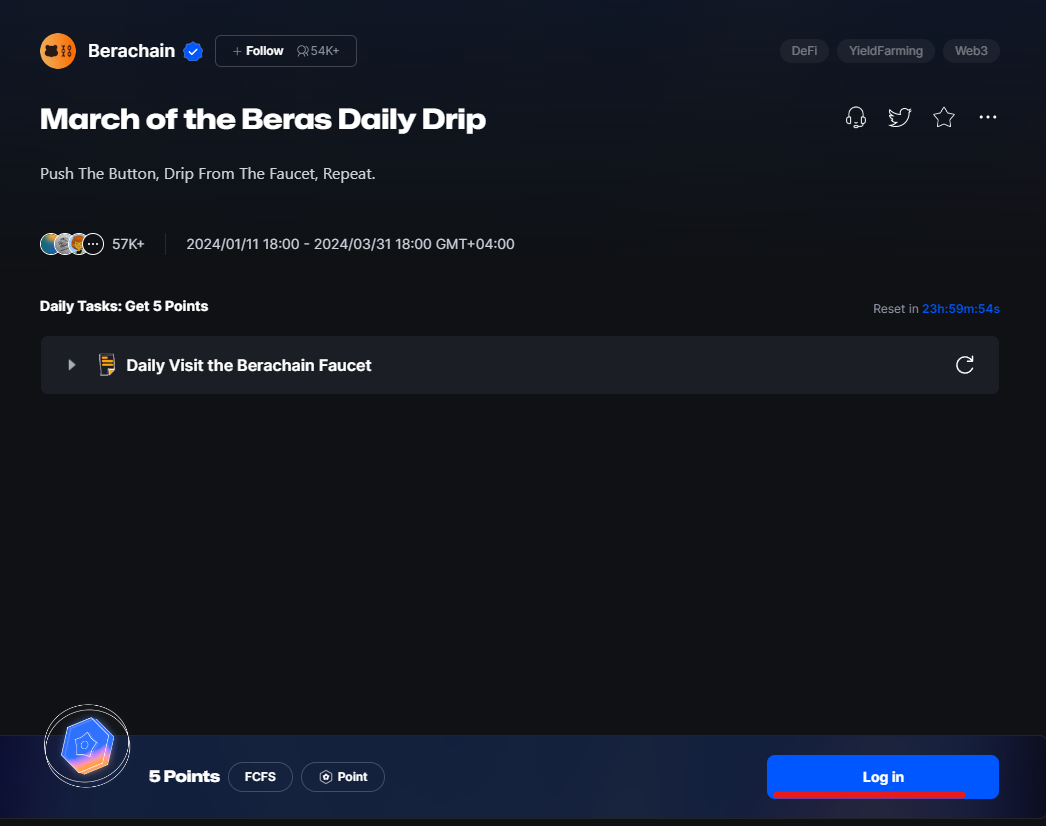 Berachain
+ Follow 54K+
DeFi
YieldFarming
Web3
March of the Beras Daily Drip
Push The Button, Drip From The Faucet, Repeat.
57K+
2024/01/11 18:00 - 2024/03/31 18:00 GMT+04:00
Daily Tasks: Get 5 Points
Reset in 23h:59m:54s
Daily Visit the Berachain Faucet
5 Points
FCFS
Point
Log in